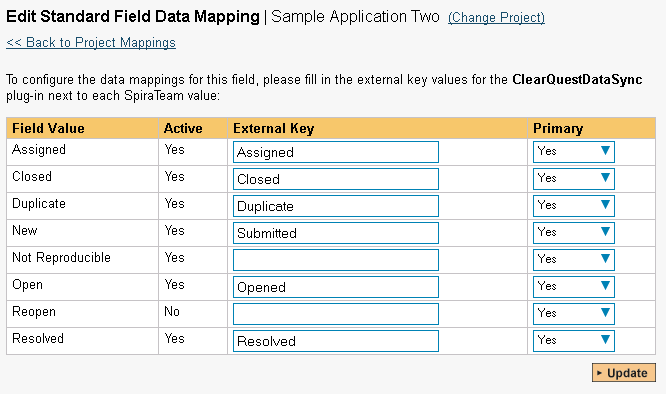 Edit Standard Field Data Mapping | Sample Application Two (Change Project)
<< Back to Project Mappings
To configure the data mappings for this field, please fill in the external key values for the ClearQuestDataSync
plug-in next to each SpiraTeam value:
Field Value Active External Key Primary
Assigned Yes Assigned Yes
Closed Yes Closed Yes
Duplicate Yes Duplicate Yes
New Yes Submitted Yes
Not Reproducible Yes Yes
Open Yes Opened Yes
Reopen No Yes
Resolved Yes Resolved Yes
Update